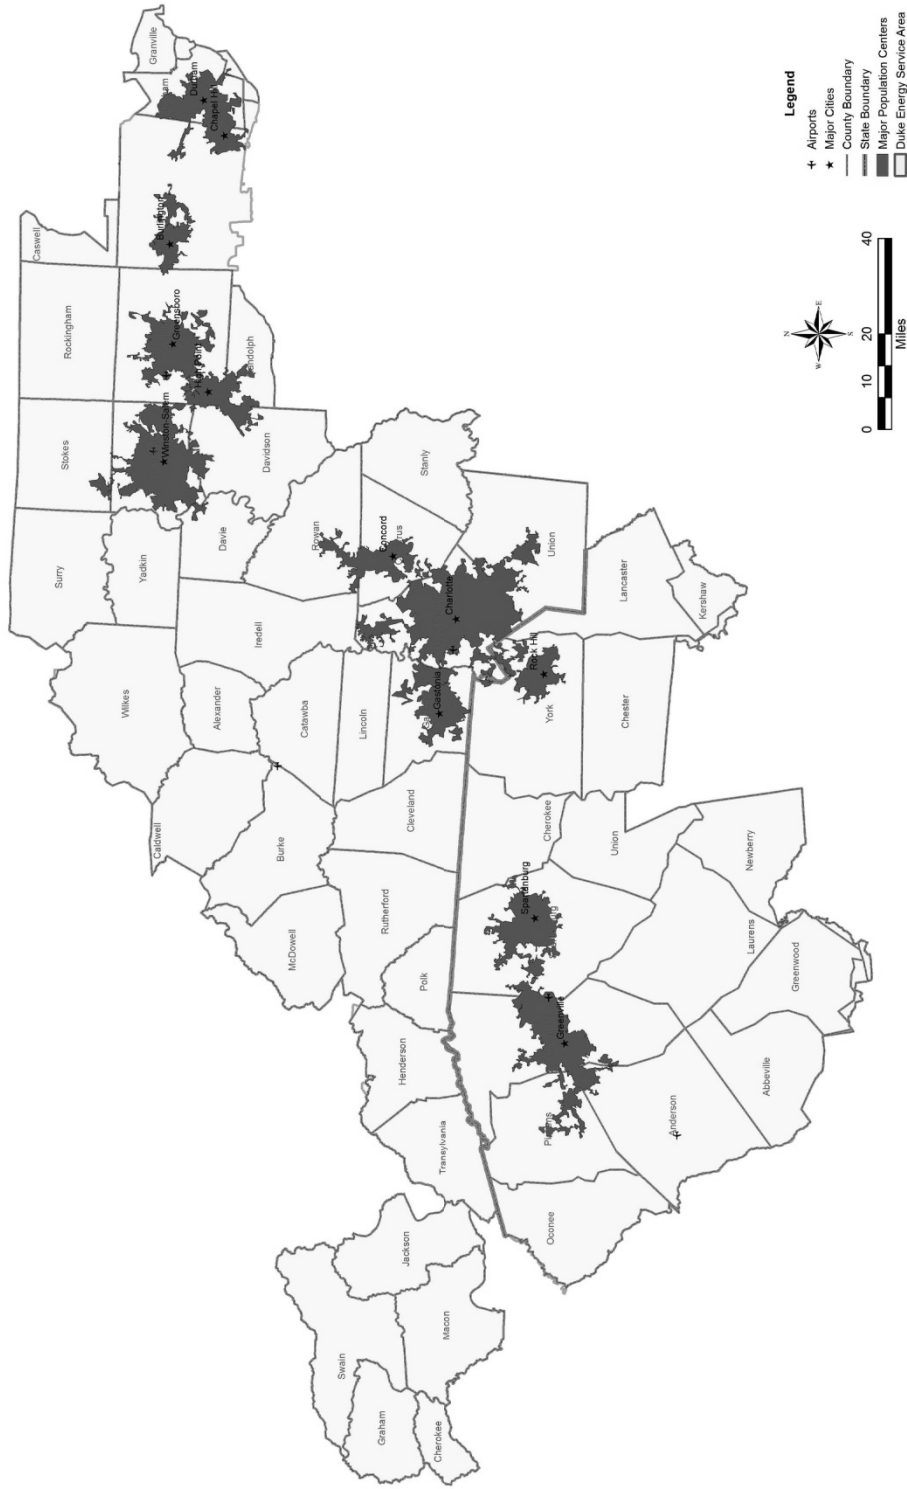 Granville
Durham
Chapel Hill
Caswell
Burlington
Rockingham
Greensboro
High Point
Stokes
Winston-Salem
Davidson
Surry
Yadkin
Davie
Rowan
Stanly
Concord
Iredell
Wilkes
Alexander
Catawba
Lincoln
Charlotte
Union
Gastonia
Lancaster
Kershaw
Rock Hill
York
Chester
Caldwell
Burke
Cleveland
Cherokee
Union
Newberry
McDowell
Rutherford
Polk
Spartanburg
Laurens
Greenwood
Henderson
Greenville
Abbeville
Transylvania
Anderson
Oconee
Jackson
Swain
Macon
Graham
Cherokee
N
E
S
W
0 10 20 40
Miles
Legend
Airports
Major Cities
County Boundary
State Boundary
Major Population Centers
Duke Energy Service Area